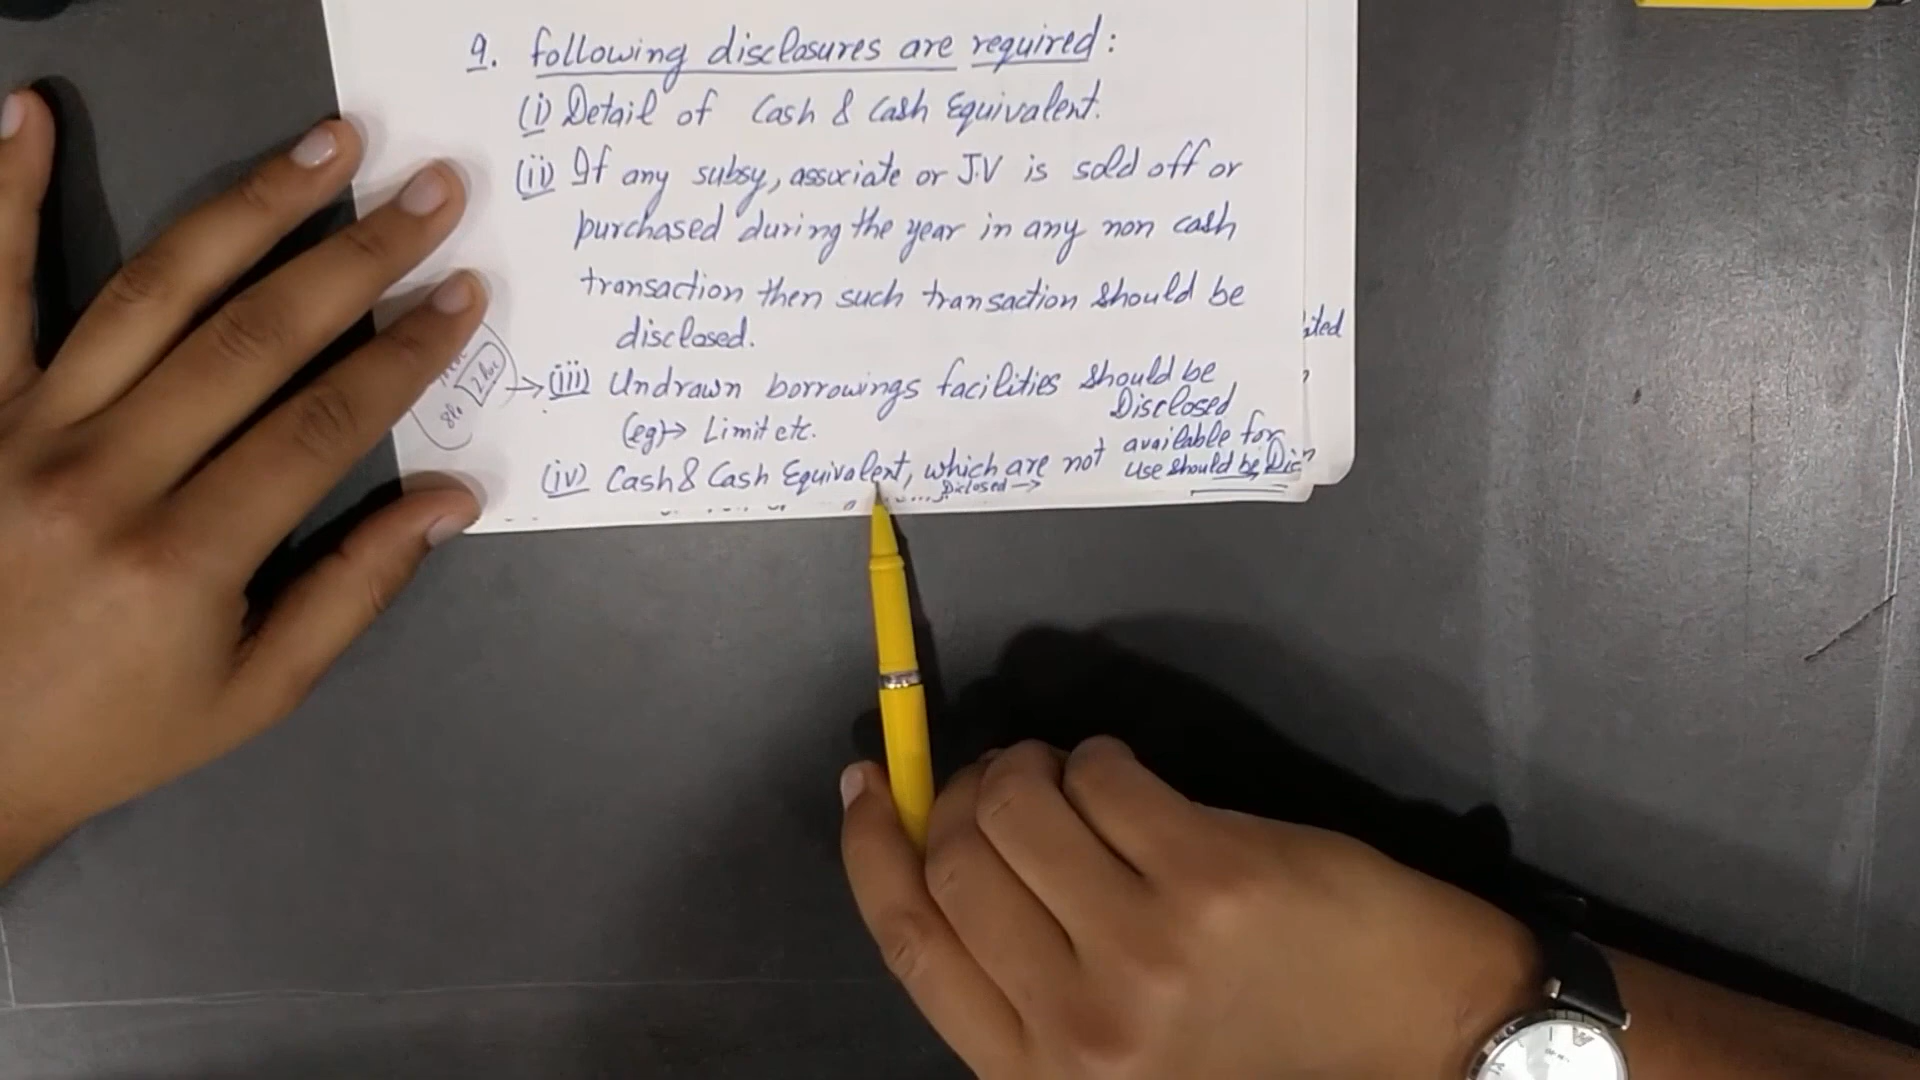 9. following disclosures are required:
(i) Detail of Cash & Cash Equivalent.
(ii) If any subsy, associate or J.V is sold off or
purchased during the year in any non cash
transaction then such transaction should be
disclosed.
(iii) Undrawn borrowings facilities should be
Disclosed
(eg)→ Limit etc.
(iv) Cash & Cash Equivalent, which are not available for
use should be Dis
Diclosed →